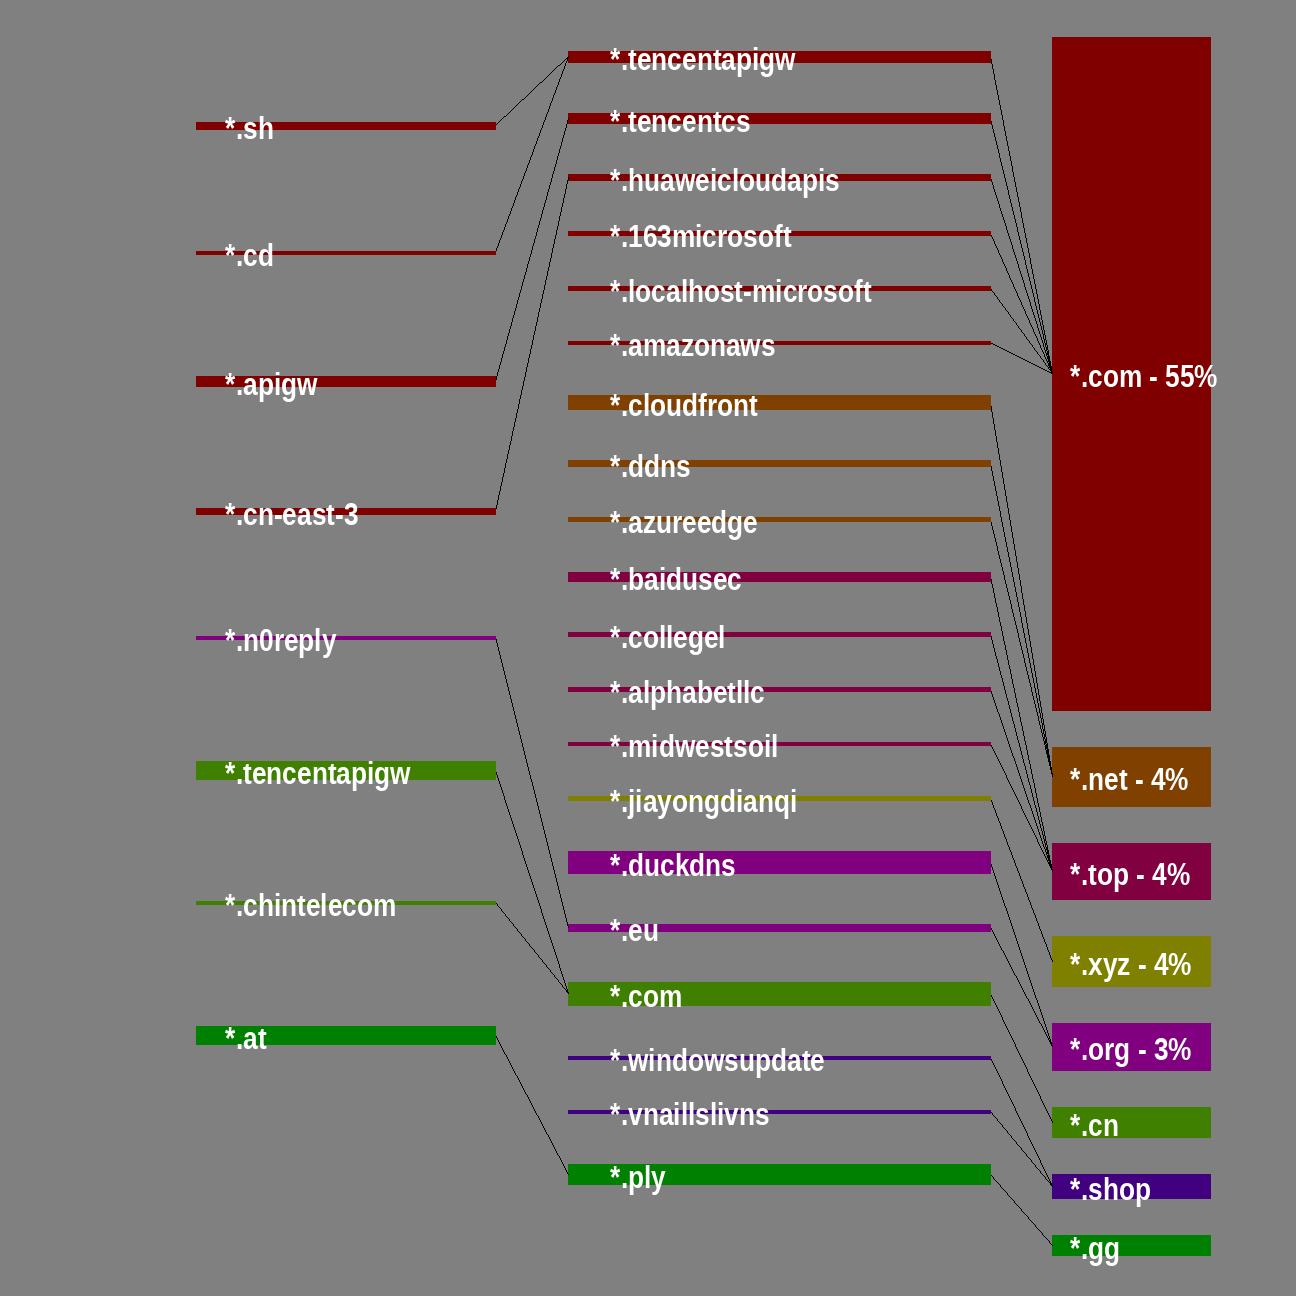 *.sh
*.cd
*.apigw
*.cn-east-3
*.n0reply
*.tencentapigw
*.chintelecom
*.at
*.tencentapigw
*.tencentcs
*.huaweicloudapis
*.163microsoft
*.localhost-microsoft
*.amazonaws
*.cloudfront
*.ddns
*.azureedge
*.baidusec
*.collegel
*.alphabetllc
*.midwestsoil
*.jiayongdianqi
*.duckdns
*.eu
*.com
*.windowsupdate
*.vnaillslivns
*.ply
*.com - 55%
*.net - 4%
*.top - 4%
*.xyz - 4%
*.org - 3%
*.cn
*.shop
*.gg